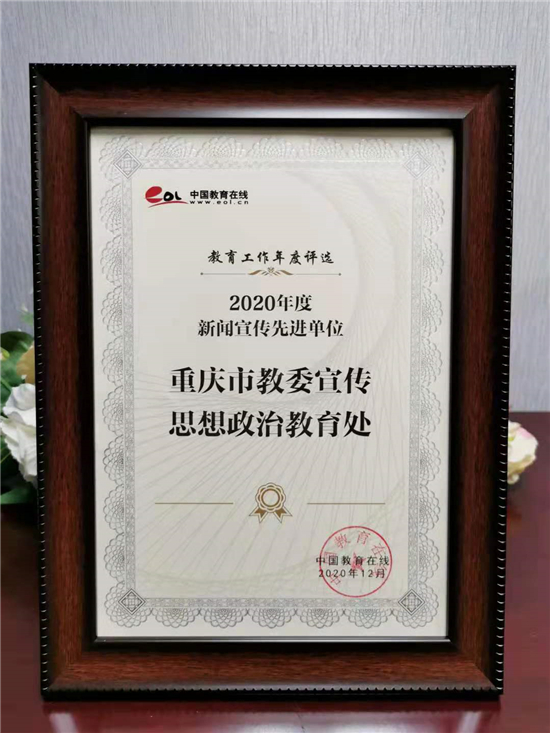 eOL 中国教育在线
www.eol.cn
教育工作年度评选
2020年度
新闻宣传先进单位
重庆市教委宣传
思想政治教育处
中国教育在线
2020年12月